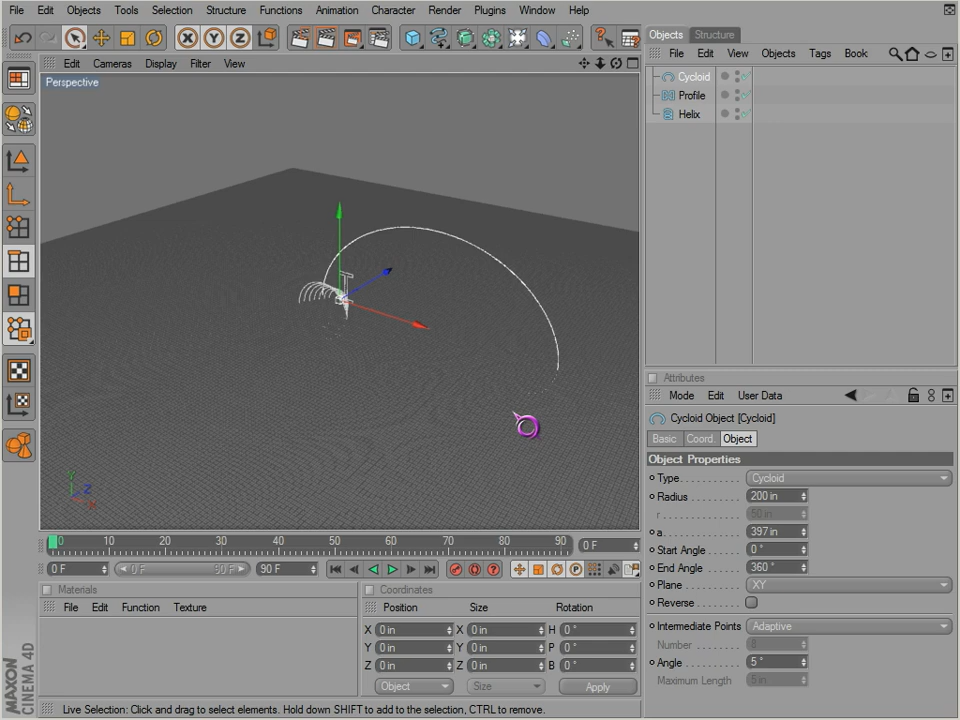 File Edit Objects Tools Selection Structure Functions Animation Character Render Plugins Window Help
Objects Structure
File Edit View Objects Tags Book
Edit Cameras Display Filter View
Perspective
Cycloid
Profile
Helix
X Y Z
Attributes
Mode Edit User Data
Cycloid Object [Cycloid]
Basic Coord. Object
Object Properties
Type Cycloid
Radius 200 in
r 50 in
a 397 in
Start Angle 0 °
End Angle 360 °
Plane XY
Reverse
Intermediate Points Adaptive
Number 8
Angle 5 °
Maximum Length 5 in
Y
Z
X
0 10 20 30 40 50 60 70 80 90 0 F
0 F 0 F 90 F 90 F
Materials
File Edit Function Texture
Coordinates
Position Size Rotation
X 0 in X 0 in H 0 °
Y 0 in Y 0 in P 0 °
Z 0 in Z 0 in B 0 °
Object Size Apply
MAXON
CINEMA 4D
Live Selection: Click and drag to select elements. Hold down SHIFT to add to the selection, CTRL to remove.